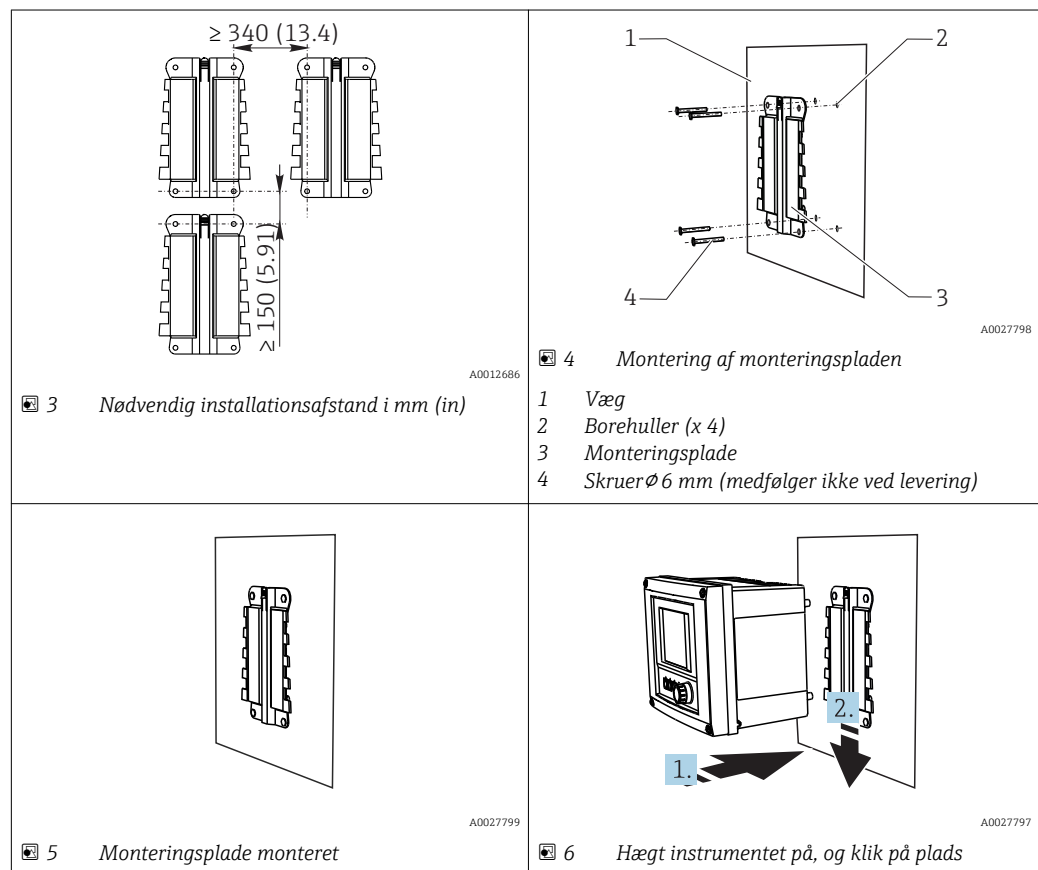 ≥ 340 (13.4)
≥ 150 (5.91)
A0012686
3 Nødvendig installationsafstand i mm (in)
1
2
4
3
A0027798
4 Montering af monteringspladen
1 Væg
2 Borehuller (x 4)
3 Monteringsplade
4 Skruer Ø 6 mm (medfølger ikke ved levering)
A0027799
5 Monteringsplade monteret
1.
2.
A0027797
6 Hægt instrumentet på, og klik på plads